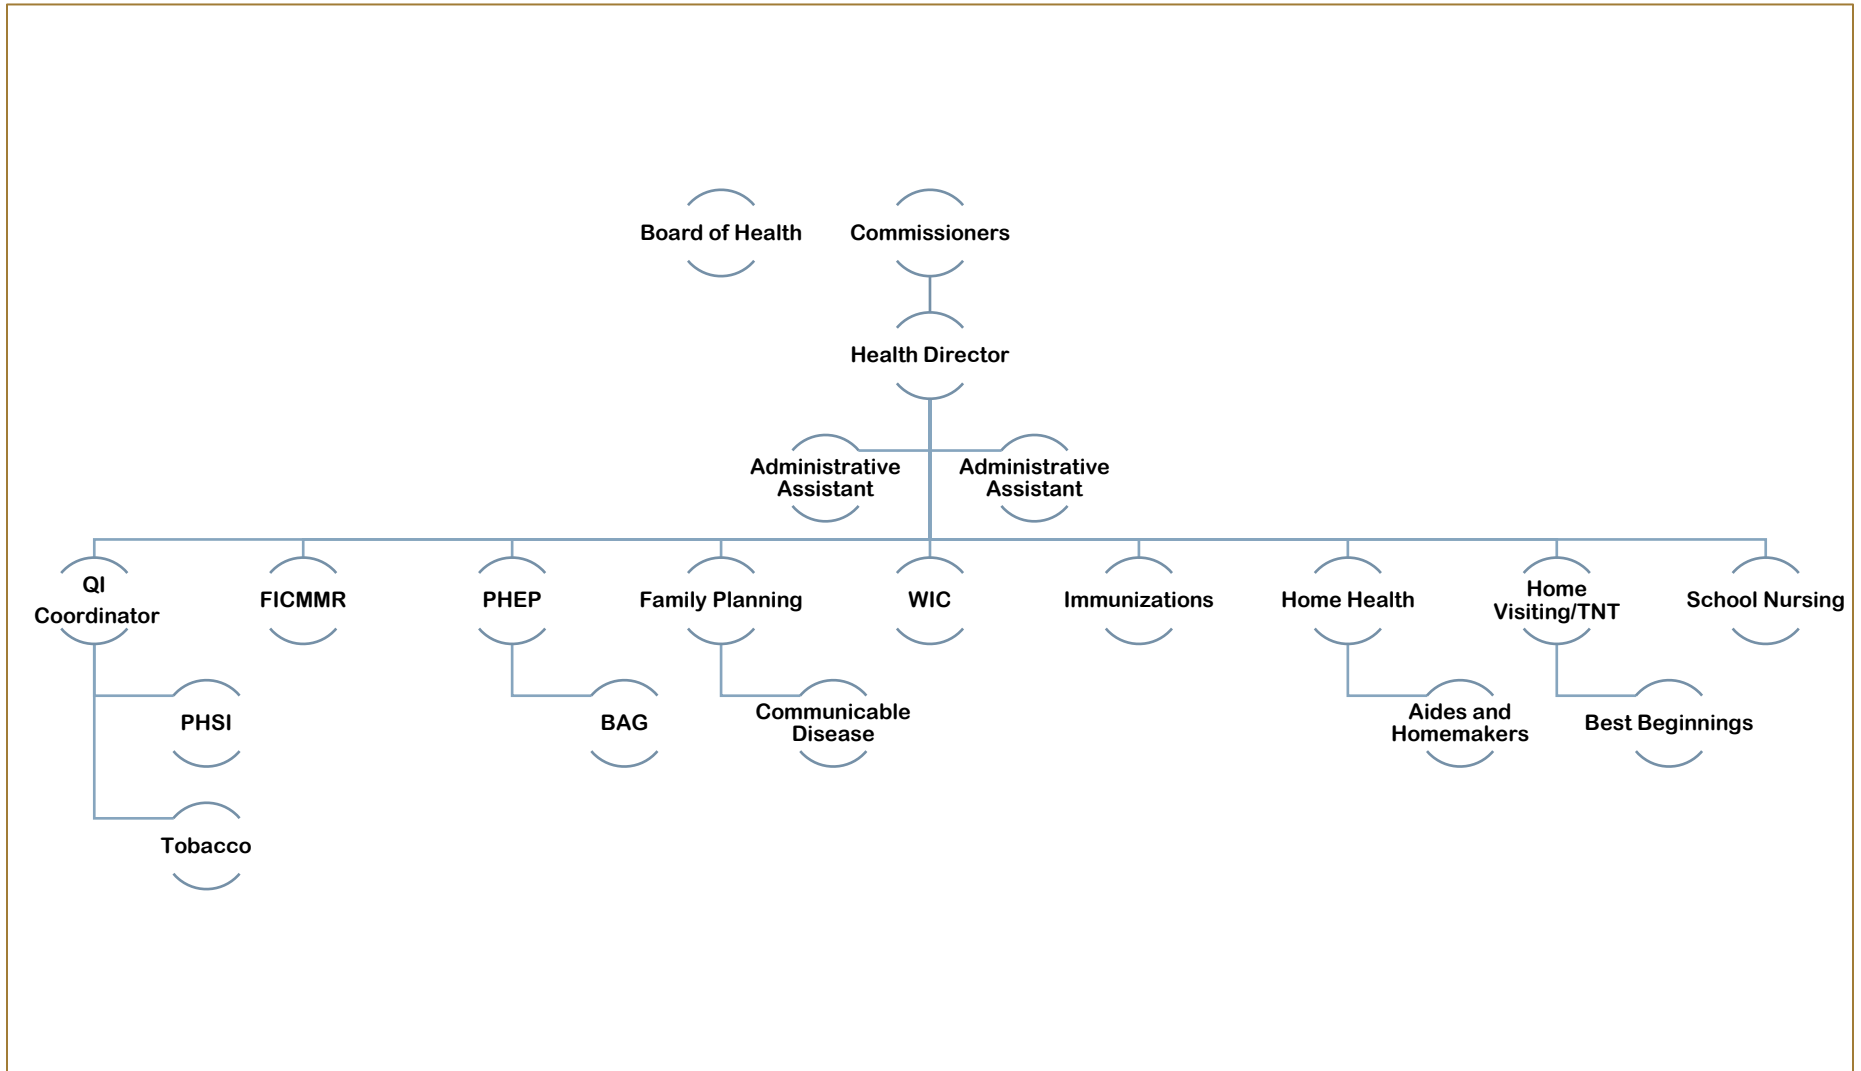 Board of Health
Commissioners
Health Director
Administrative
Assistant
Administrative
Assistant
QI
Coordinator
FICMMR
PHEP
Family Planning
WIC
Immunizations
Home Health
Home
Visiting/TNT
School Nursing
PHSI
BAG
Communicable
Disease
Aides and
Homemakers
Best Beginnings
Tobacco